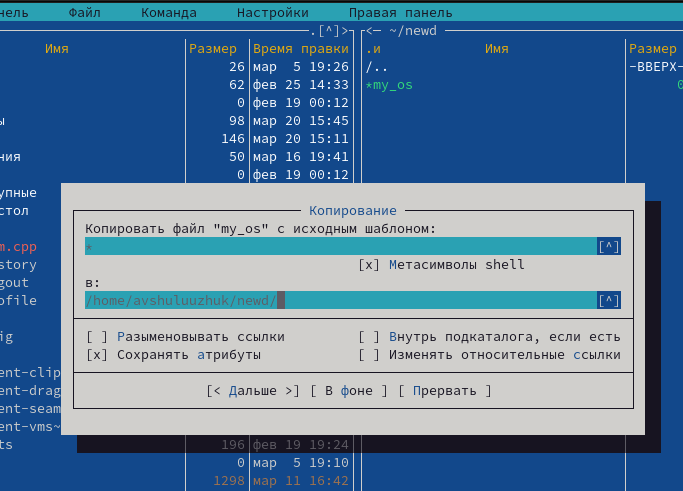 нель Файл Команда Настройки Правая панель
.[^]> <— ~/newd
Имя Размер Время правки .и Имя Размер
26 мар 5 19:26 /.. -ВВЕРХ-
62 фев 25 14:33 *my_os 0
0 фев 19 00:12
ы 98 мар 20 15:45
146 мар 20 15:11
ния 50 мар 16 19:41
0 фев 19 00:12
упные
стол
Копирование
Копировать файл "my_os" с исходным шаблоном:
m.cpp * [^]
story [x] Метасимволы shell
gout в:
ofile /home/avshuluuzhuk/newd/ [^]
ig [ ] Разыменовывать ссылки [ ] Внутрь подкаталога, если есть
[x] Сохранять атрибуты [ ] Изменять относительные ссылки
ent-clip
ent-drag [< Дальше >] [ В фоне ] [ Прервать ]
ent-seam
ent-vms~
ts 196 фев 19 19:24
0 мар 5 19:10
1298 мар 11 16:42